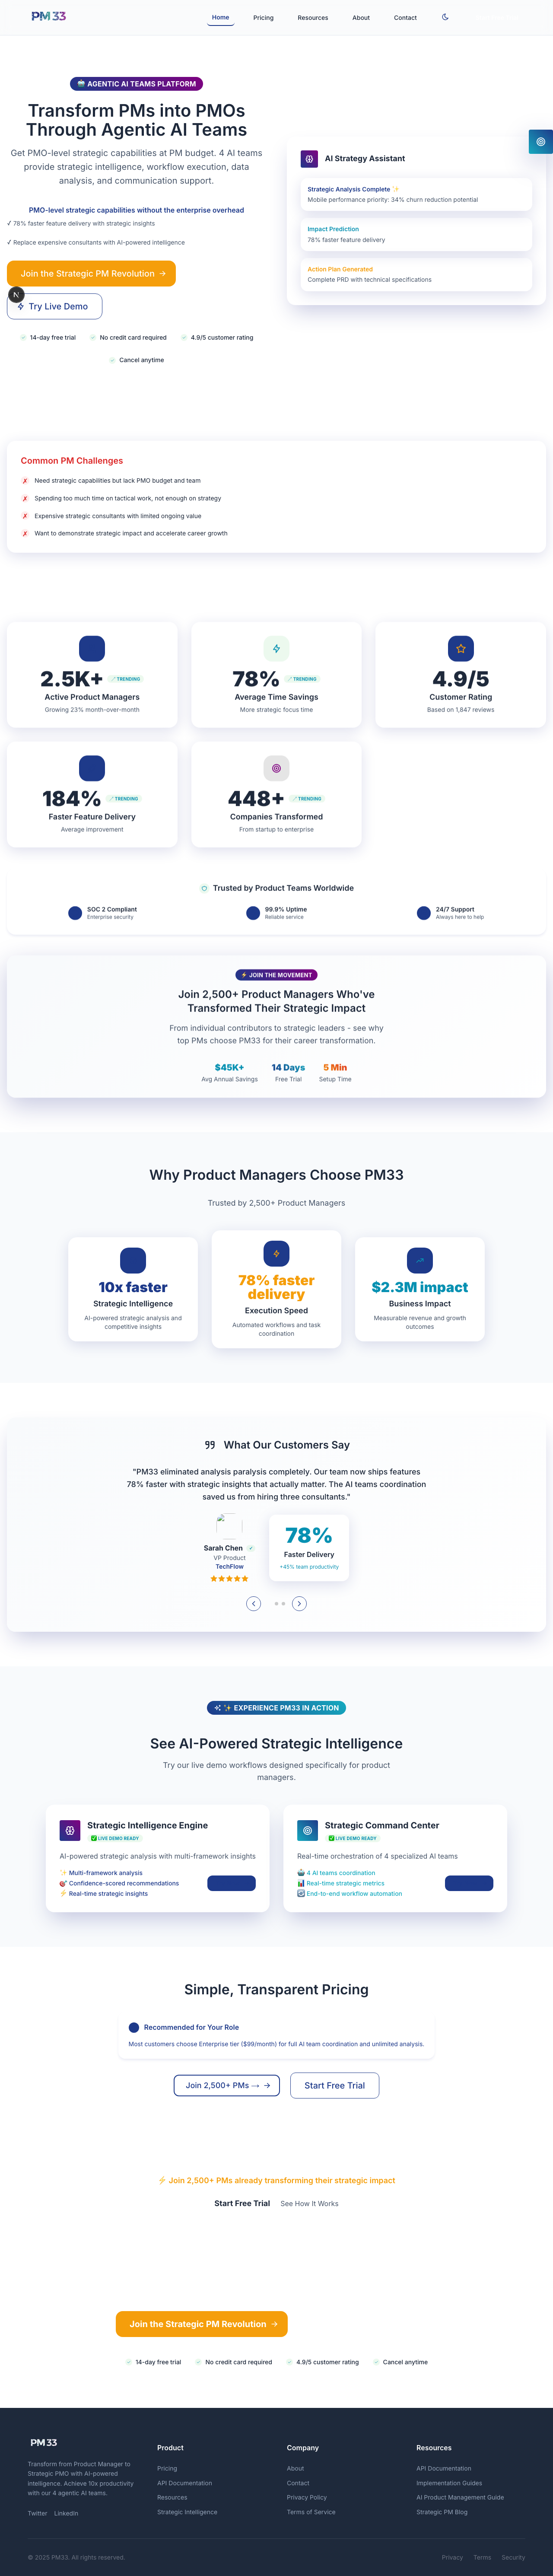 PM 33
Home
Pricing
Resources
About
Contact
🤖 AGENTIC AI TEAMS PLATFORM
Transform PMs into PMOs
Through Agentic AI Teams
Get PMO-level strategic capabilities at PM budget. 4 AI teams
provide strategic intelligence, workflow execution, data
analysis, and communication support.
PMO-level strategic capabilities without the enterprise overhead
✓ 78% faster feature delivery with strategic insights
✓ Replace expensive consultants with AI-powered intelligence
Join the Strategic PM Revolution →
N
Try Live Demo
14-day free trial
No credit card required
4.9/5 customer rating
Cancel anytime
AI Strategy Assistant
Strategic Analysis Complete ✨
Mobile performance priority: 34% churn reduction potential
Impact Prediction
78% faster feature delivery
Action Plan Generated
Complete PRD with technical specifications
Common PM Challenges
✗ Need strategic capabilities but lack PMO budget and team
✗ Spending too much time on tactical work, not enough on strategy
✗ Expensive strategic consultants with limited ongoing value
✗ Want to demonstrate strategic impact and accelerate career growth
2.5K+ TRENDING
Active Product Managers
Growing 23% month-over-month
78% TRENDING
Average Time Savings
More strategic focus time
4.9/5
Customer Rating
Based on 1,847 reviews
184% TRENDING
Faster Feature Delivery
Average improvement
448+ TRENDING
Companies Transformed
From startup to enterprise
Trusted by Product Teams Worldwide
SOC 2 Compliant
Enterprise security
99.9% Uptime
Reliable service
24/7 Support
Always here to help
⚡ JOIN THE MOVEMENT
Join 2,500+ Product Managers Who've
Transformed Their Strategic Impact
From individual contributors to strategic leaders - see why
top PMs choose PM33 for their career transformation.
$45K+
Avg Annual Savings
14 Days
Free Trial
5 Min
Setup Time
Why Product Managers Choose PM33
Trusted by 2,500+ Product Managers
10x faster
Strategic Intelligence
AI-powered strategic analysis and
competitive insights
78% faster
delivery
Execution Speed
Automated workflows and task
coordination
$2.3M impact
Business Impact
Measurable revenue and growth
outcomes
What Our Customers Say
"PM33 eliminated analysis paralysis completely. Our team now ships features
78% faster with strategic insights that actually matter. The AI teams coordination
saved us from hiring three consultants."
Sarah Chen
VP Product
TechFlow
78%
Faster Delivery
+45% team productivity
✨ EXPERIENCE PM33 IN ACTION
See AI-Powered Strategic Intelligence
Try our live demo workflows designed specifically for product
managers.
Strategic Intelligence Engine
✅ LIVE DEMO READY
AI-powered strategic analysis with multi-framework insights
✨ Multi-framework analysis
🎯 Confidence-scored recommendations
⚡ Real-time strategic insights
Strategic Command Center
✅ LIVE DEMO READY
Real-time orchestration of 4 specialized AI teams
🤖 4 AI teams coordination
📊 Real-time strategic metrics
🔄 End-to-end workflow automation
Simple, Transparent Pricing
Recommended for Your Role
Most customers choose Enterprise tier ($99/month) for full AI team coordination and unlimited analysis.
Join 2,500+ PMs → →
Start Free Trial
⚡ Join 2,500+ PMs already transforming their strategic impact
Start Free Trial
See How It Works
Join the Strategic PM Revolution →
14-day free trial
No credit card required
4.9/5 customer rating
Cancel anytime
PM 33
Transform from Product Manager to
Strategic PMO with AI-powered
intelligence. Achieve 10x productivity
with our 4 agentic AI teams.
Twitter
LinkedIn
Product
Pricing
API Documentation
Resources
Strategic Intelligence
Company
About
Contact
Privacy Policy
Terms of Service
Resources
API Documentation
Implementation Guides
AI Product Management Guide
Strategic PM Blog
© 2025 PM33. All rights reserved.
Privacy
Terms
Security